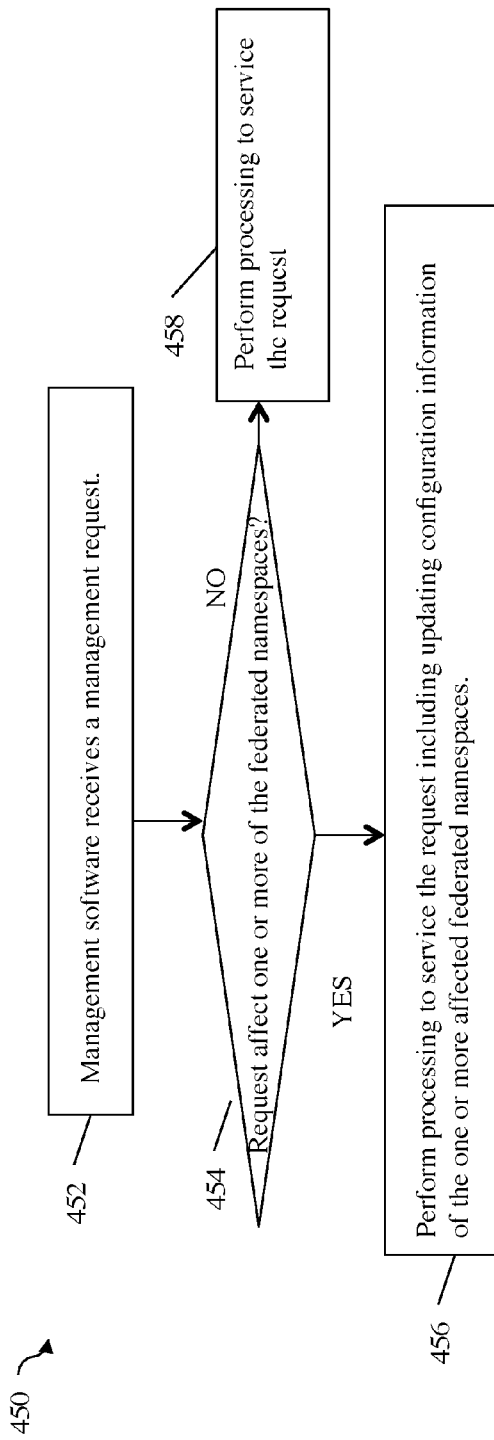 450
452
Management software receives a management request.
454
Request affect one or more of the federated namespaces?
NO
458
Perform processing to service
the request
YES
456
Perform processing to service the request including updating configuration information
of the one or more affected federated namespaces.